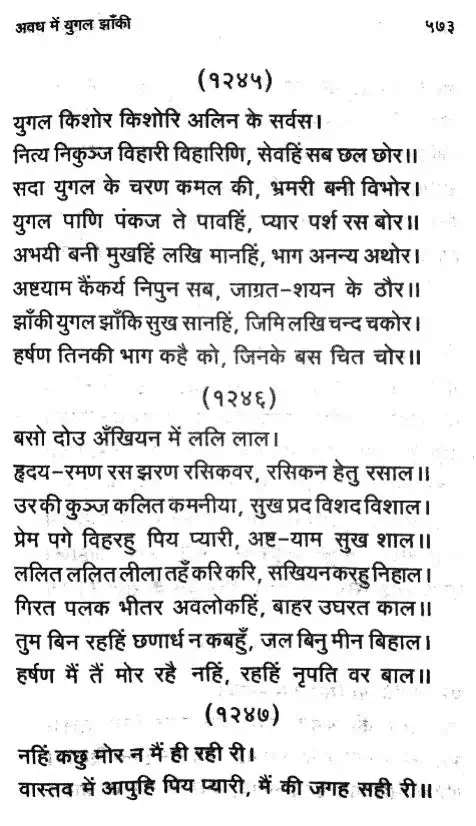 अवध में युगल झाँकी ५७३
(१२४५)
युगल किशोर किशोरि अलिन के सर्वस।
नित्य निकुञ्ज विहारी विहारिणि, सेवहिं सब छल छोर॥
सदा युगल के चरण कमल की, भ्रमरी बनी विभोर।
युगल पाणि पंकज ते पावहिं, प्यार पर्श रस बोर॥
अभयी बनी मुखहिं लखि मानहिं, भाग अनन्य अथोर।
अष्टयाम कैंकर्य निपुन सब, जाग्रत-शयन के ठौर॥
झाँकी युगल झाँकि सुख सानहिं, जिमि लखि चन्द चकोर।
हर्षण तिनकी भाग कहै को, जिनके बस चित चोर॥
(१२४६)
बसो दोउ अँखियन में ललि लाल।
हृदय-रमण रस झरण रसिकवर, रसिकन हेतु रसाल॥
उर की कुञ्ज कलित कमनीया, सुख प्रद विशद विशाल।
प्रेम पगे विहरहु पिय प्यारी, अष्ट-याम सुख शाल॥
ललित ललित लीला तहँ करि करि, सखियन करहु निहाल।
गिरत पलक भीतर अवलोकहिं, बाहर उघरत काल॥
तुम बिन रहहिं छणार्ध न कबहुँ, जल बिनु मीन बिहाल।
हर्षण मैं तैं मोर रहै नहिं, रहहिं नृपति वर बाल॥
(१२४७)
नहिं कछु मोर न मैं ही रही री।
वास्तव में आपुहि पिय प्यारी, मैं की जगह सही री॥